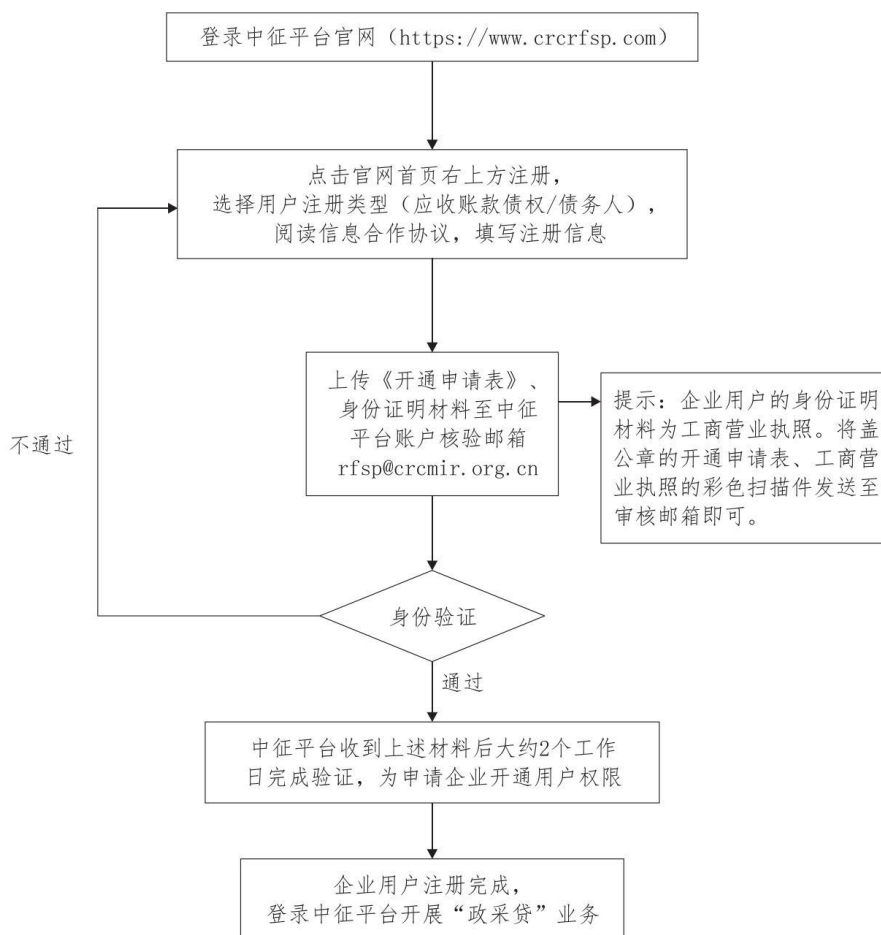 登录中征平台官网（https://www.crcrfsp.com）
点击官网首页右上方注册，
选择用户注册类型（应收账款债权/债务人），
阅读信息合作协议，填写注册信息
上传《开通申请表》、
身份证明材料至中征
平台账户核验邮箱
rfsp@crcmir.org.cn
提示：企业用户的身份证明
材料为工商营业执照。将盖
公章的开通申请表、工商营
业执照的彩色扫描件发送至
审核邮箱即可。
不通过
身份验证
通过
中征平台收到上述材料后大约2个工作
日完成验证，为申请企业开通用户权限
企业用户注册完成，
登录中征平台开展“政采贷”业务